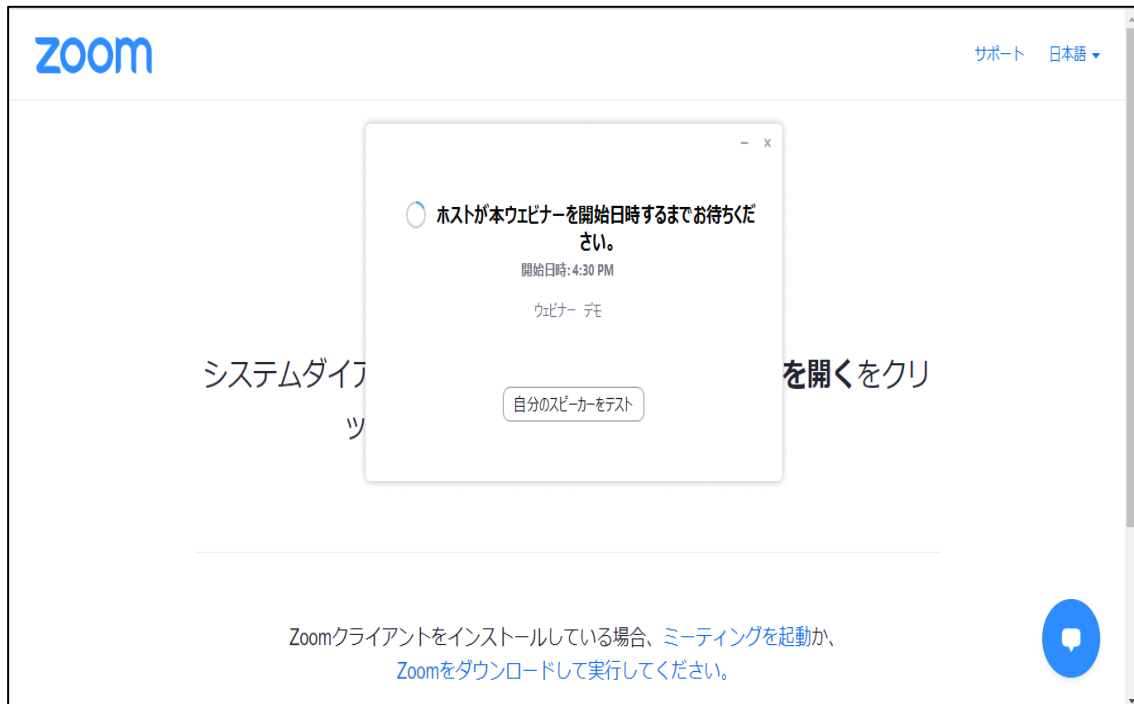 zoom
サポート 日本語
ホストが本ウェビナーを開始日時するまでお待ちくだ
さい。
開始日時: 4:30 PM
ウェビナー デモ
自分のスピーカーをテスト
システムダイア
を開くをクリ
ッ
Zoomクライアントをインストールしている場合、ミーティングを起動か、
Zoomをダウンロードして実行してください。